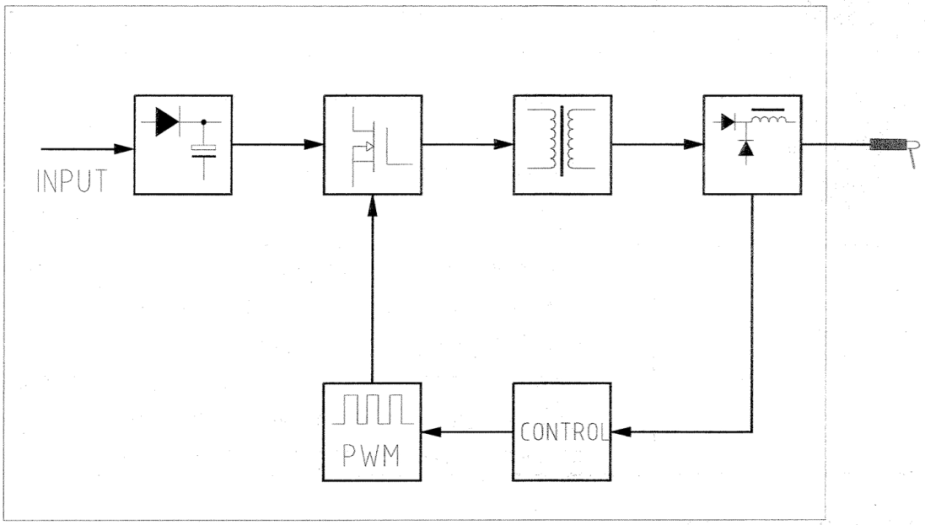 INPUT
CONTROL
PWM